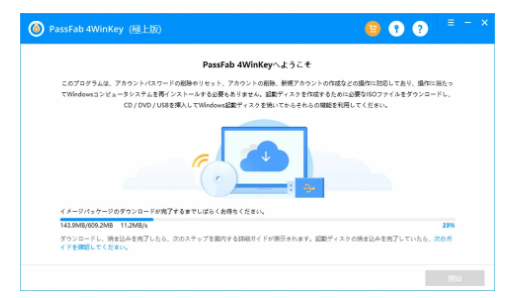 PassFab 4WinKey (極上版)
PassFab 4WinKeyへようこそ
このプログラムは、アカウントパスワードの削除やリセット、アカウントの削除、新規アカウントの作成などの操作に対応しており、操作に当たっ
てWindowsコンピュータシステムを再インストールする必要もありません。起動ディスクを作成するために必要なISOファイルをダウンロードし、
CD / DVD / USBを挿入してWindows起動ディスクを焼いてからそれらの機能を利用してください。
イメージパッケージのダウンロードが完了するまでしばらくお待ちください。
143.9MB/609.2MB 11.2MB/s 23%
ダウンロードし、焼き込みを完了したら、次のステップを案内する詳細ガイドが表示されます。起動ディスクの焼き込みを完了していたら、次のガ
イドを確認してください。
開始